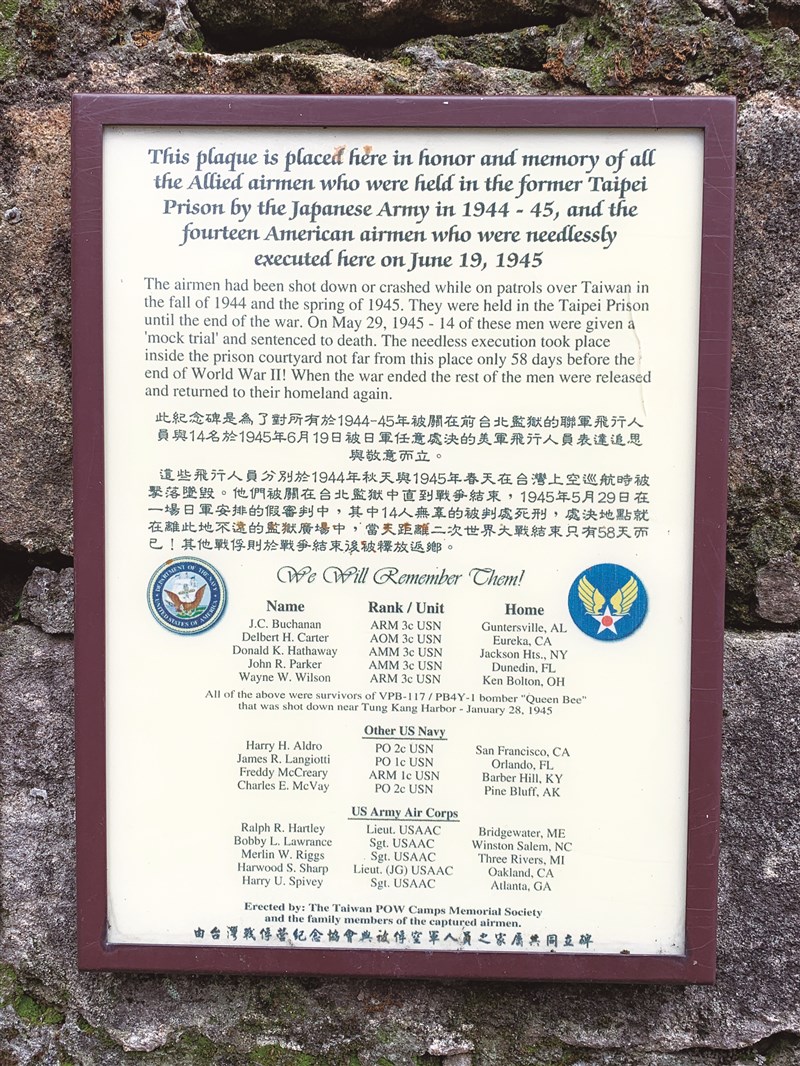 This plaque is placed here in honor and memory of all
the Allied airmen who were held in the former Taipei
Prison by the Japanese Army in 1944 - 45, and the
fourteen American airmen who were needlessly
executed here on June 19, 1945
The airmen had been shot down or crashed while on patrols over Taiwan in
the fall of 1944 and the spring of 1945. They were held in the Taipei Prison
until the end of the war. On May 29, 1945 - 14 of these men were given a
'mock trial' and sentenced to death. The needless execution took place
inside the prison courtyard not far from this place only 58 days before the
end of World War II! When the war ended the rest of the men were released
and returned to their homeland again.
此紀念碑是為了對所有於1944-45年被關在前台北監獄的聯軍飛行人
員與14名於1945年6月19日被日軍任意處決的美軍飛行人員表達追思
與敬意而立。
這些飛行人員分別於1944年秋天與1945年春天在台灣上空巡航時被
擊落墜毀。他們被關在台北監獄中直到戰爭結束，1945年5月29日在
一場日軍安排的假審判中，其中14人無辜的被判處死刑，處決地點就
在離此地不遠的監獄廣場中，當天距離二次世界大戰結束只有58天而
已！其他戰俘則於戰爭結束後被釋放返鄉。
DEPARTMENT OF THE NAVY
UNITED STATES OF AMERICA
We Will Remember Them!
Name Rank / Unit Home
J.C. Buchanan ARM 3c USN Guntersville, AL
Delbert H. Carter AOM 3c USN Eureka, CA
Donald K. Hathaway AMM 3c USN Jackson Hts., NY
John R. Parker AMM 3c USN Dunedin, FL
Wayne W. Wilson ARM 3c USN Ken Bolton, OH
All of the above were survivors of VPB-117 / PB4Y-1 bomber "Queen Bee"
that was shot down near Tung Kang Harbor - January 28, 1945
Other US Navy
Harry H. Aldro PO 2c USN San Francisco, CA
James R. Langiotti PO 1c USN Orlando, FL
Freddy McCreary ARM 1c USN Barber Hill, KY
Charles E. McVay PO 2c USN Pine Bluff, AK
US Army Air Corps
Ralph R. Hartley Lieut. USAAC Bridgewater, ME
Bobby L. Lawrance Sgt. USAAC Winston Salem, NC
Merlin W. Riggs Sgt. USAAC Three Rivers, MI
Harwood S. Sharp Lieut. (JG) USAAC Oakland, CA
Harry U. Spivey Sgt. USAAC Atlanta, GA
Erected by: The Taiwan POW Camps Memorial Society
and the family members of the captured airmen.
由台灣戰俘營紀念協會與被俘空軍人員之家屬共同立碑